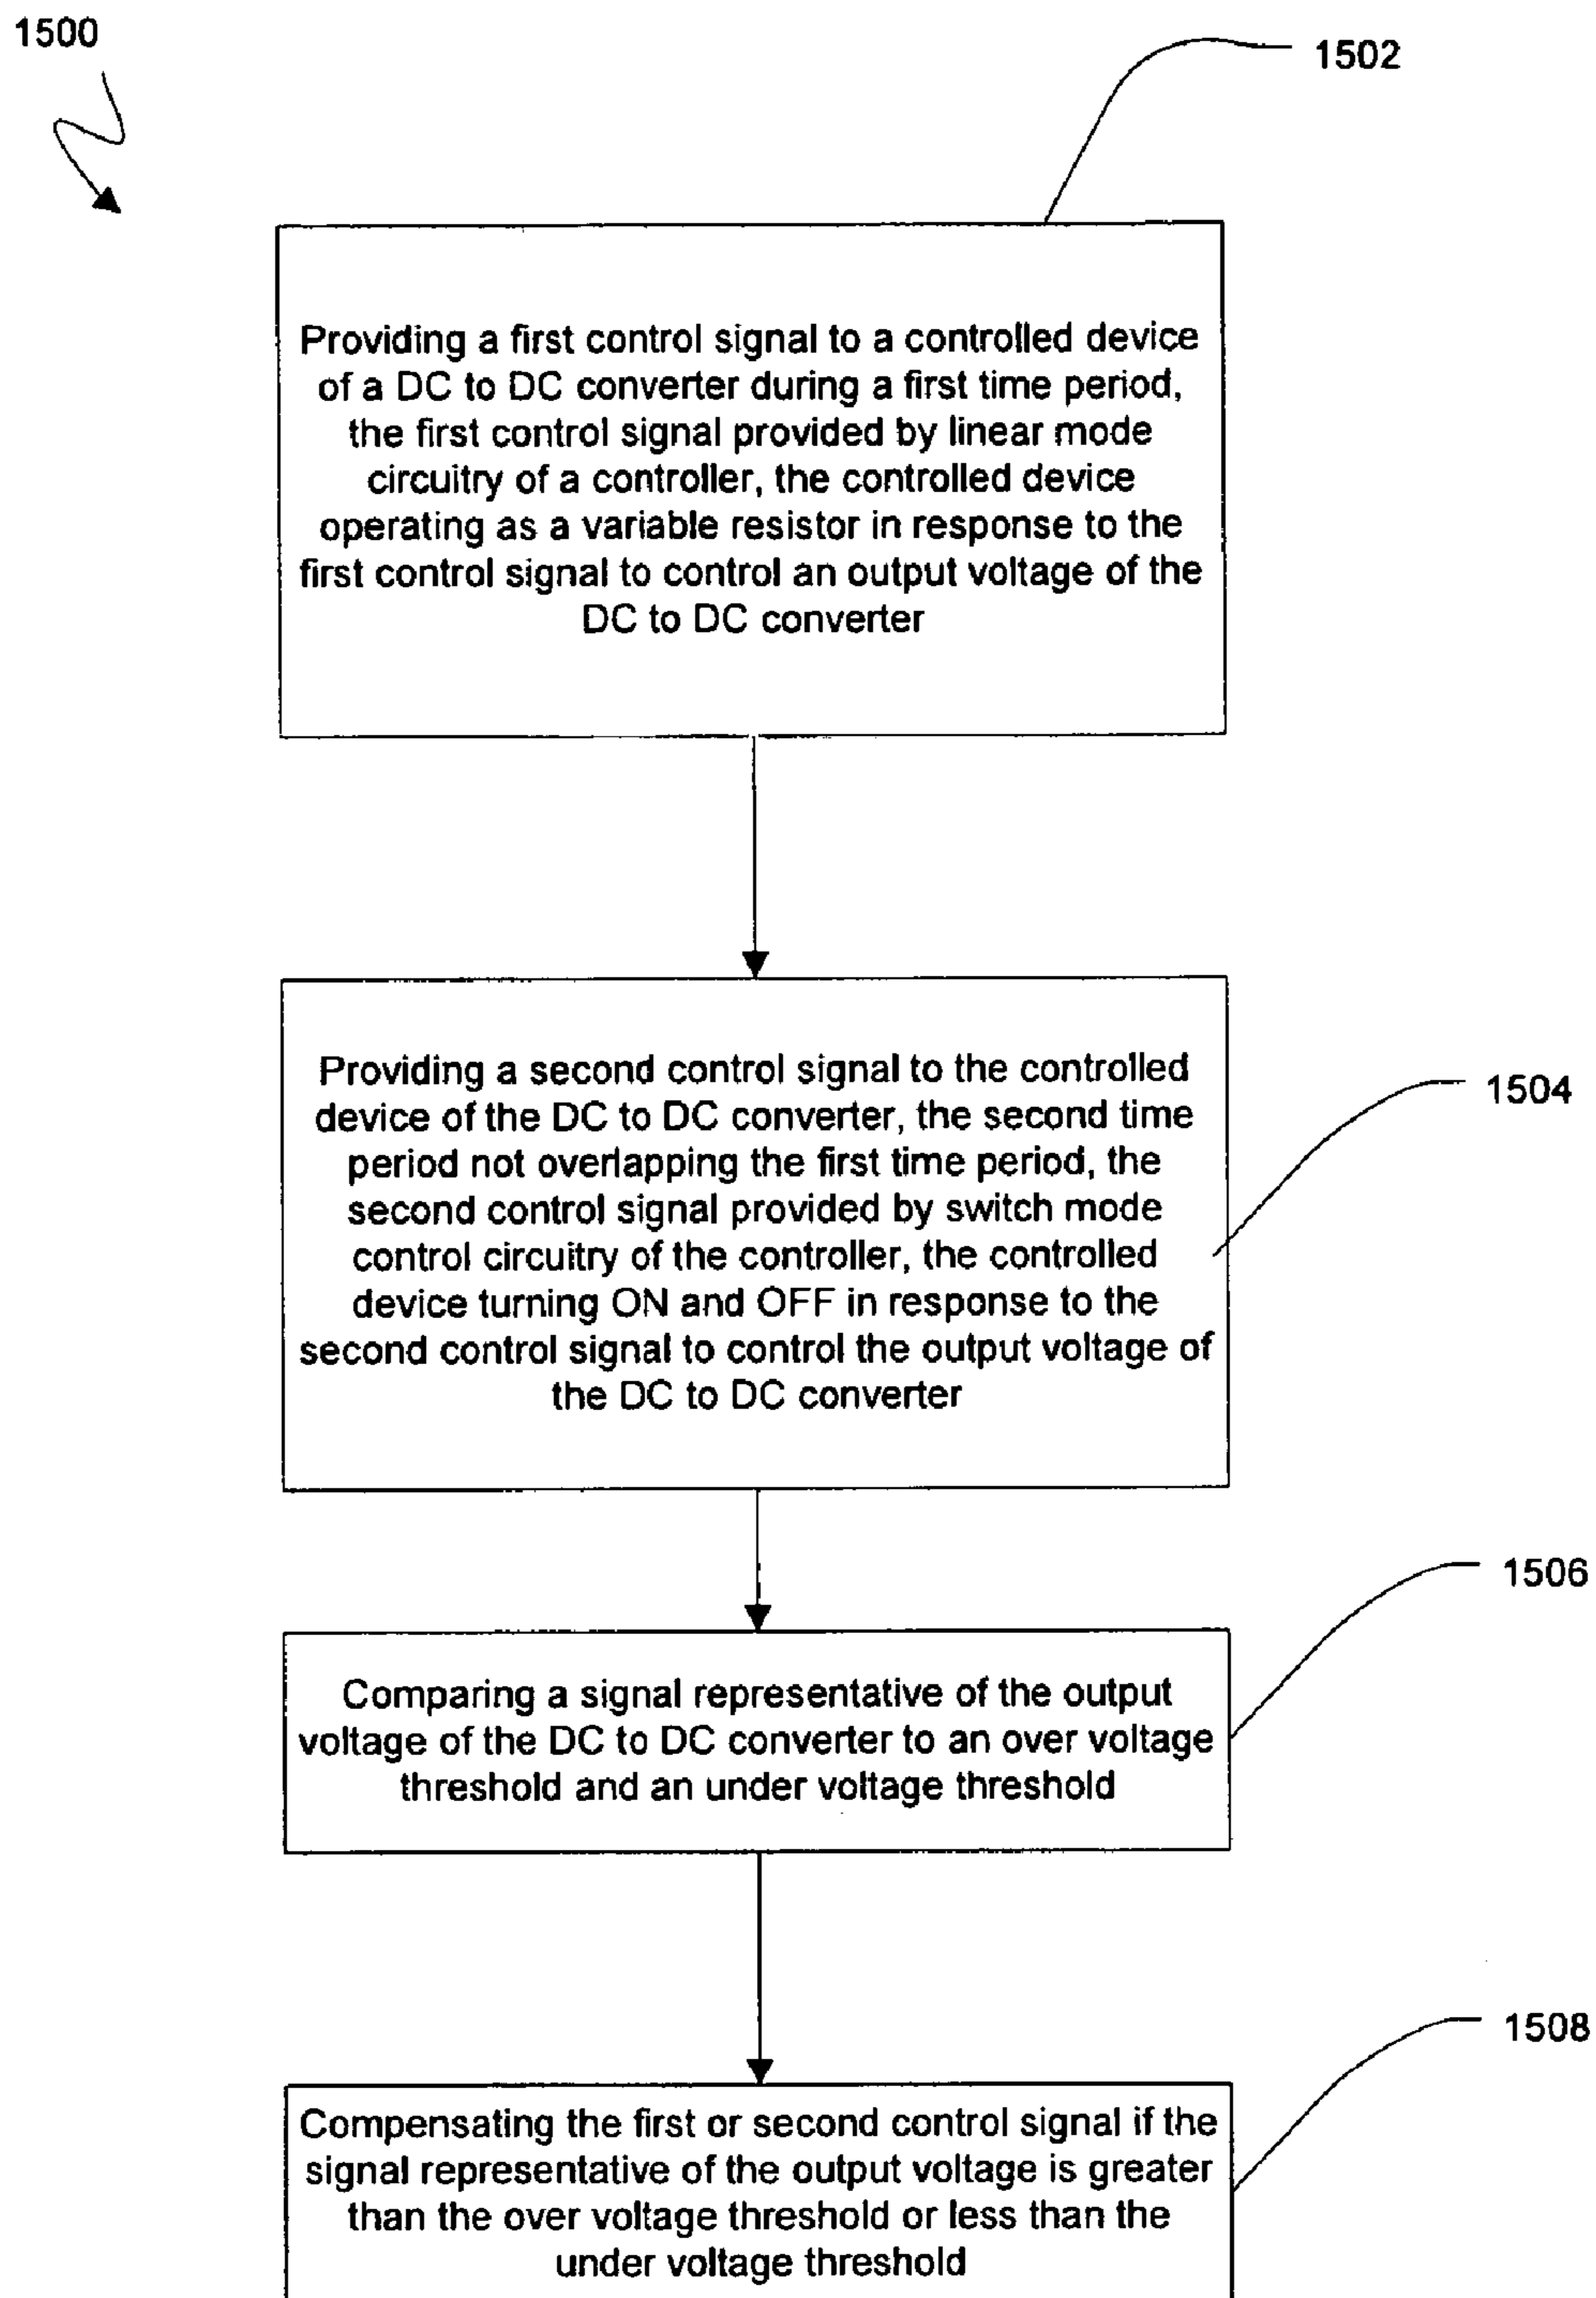 1500
1502
Providing a first control signal to a controlled device
of a DC to DC converter during a first time period,
the first control signal provided by linear mode
circuitry of a controller, the controlled device
operating as a variable resistor in response to the
first control signal to control an output voltage of the
DC to DC converter
Providing a second control signal to the controlled
device of the DC to DC converter, the second time
period not overlapping the first time period, the
second control signal provided by switch mode
control circuitry of the controller, the controlled
device turning ON and OFF in response to the
second control signal to control the output voltage of
the DC to DC converter
1504
Comparing a signal representative of the output
voltage of the DC to DC converter to an over voltage
threshold and an under voltage threshold
1506
Compensating the first or second control signal if the
signal representative of the output voltage is greater
than the over voltage threshold or less than the
under voltage threshold
1508